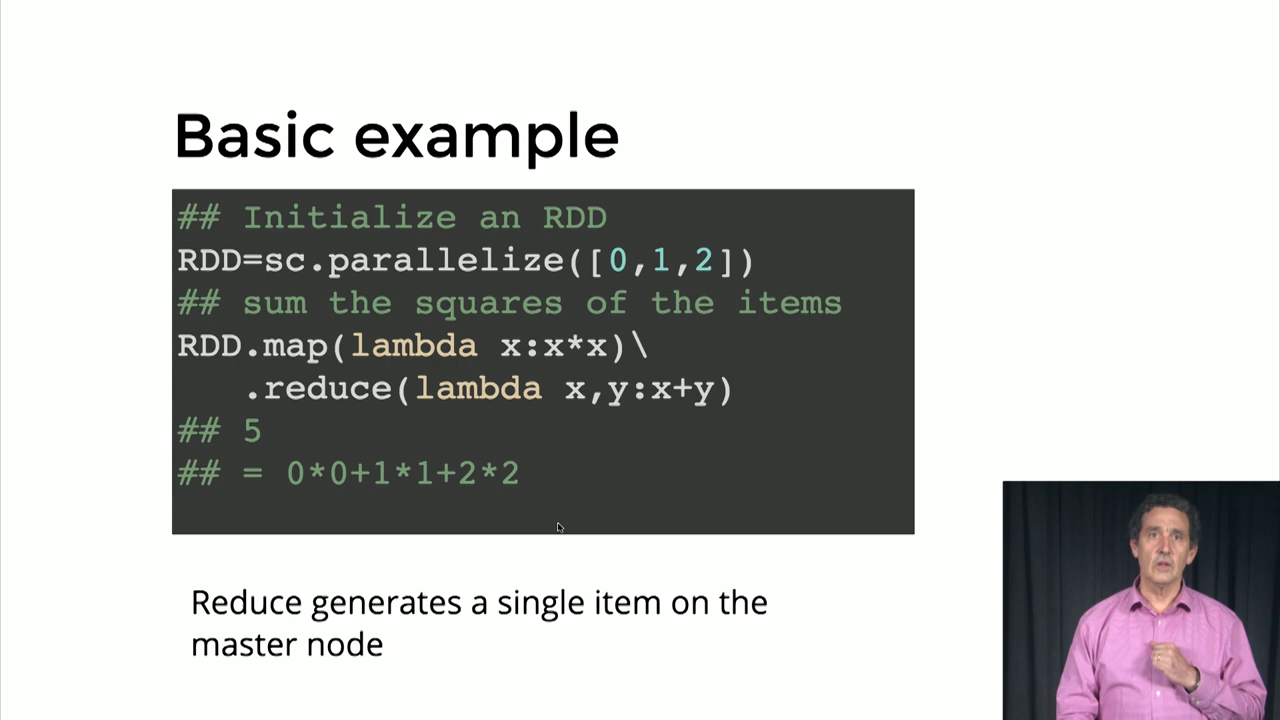 Basic example
## Initialize an RDD
RDD=sc.parallelize([0,1,2])
## sum the squares of the items
RDD.map(lambda x:x*x)\
.reduce(lambda x,y:x+y)
## 5
## = 0*0+1*1+2*2
Reduce generates a single item on the
master node